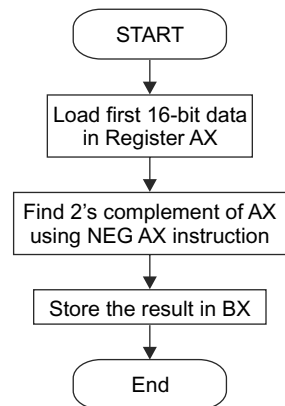 START
Load first 16-bit data
in Register AX
Find 2's complement of AX
using NEG AX instruction
Store the result in BX
End